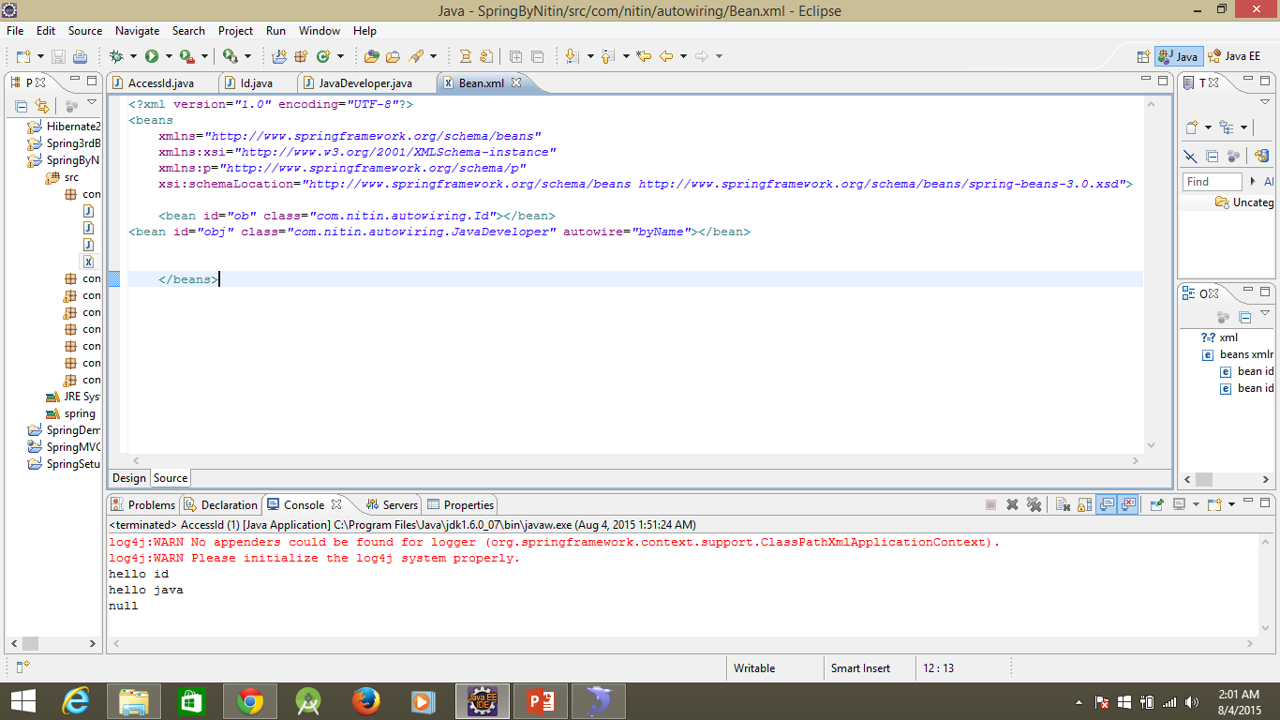 Java - SpringByNitin/src/com/nitin/autowiring/Bean.xml - Eclipse
File Edit Source Navigate Search Project Run Window Help
Java Java EE
P AccessId.java Id.java JavaDeveloper.java Bean.xml T
<?xml version="1.0" encoding="UTF-8"?>
<beans
xmlns="http://www.springframework.org/schema/beans"
xmlns:xsi="http://www.w3.org/2001/XMLSchema-instance"
xmlns:p="http://www.springframework.org/schema/p"
xsi:schemaLocation="http://www.springframework.org/schema/beans http://www.springframework.org/schema/beans/spring-beans-3.0.xsd">
<bean id="ob" class="com.nitin.autowiring.Id"></bean>
<bean id="obj" class="com.nitin.autowiring.JavaDeveloper" autowire="byName"></bean>
</beans>
Hibernate2
Spring3rdB
SpringByN
src
con
con
con
con
con
con
con
con
JRE Sys
spring
SpringDem
SpringMVC
SpringSetu
Find Al
Uncateg
O
xml
beans xmln
bean id
bean id
Design Source
Problems Declaration Console Servers Properties
<terminated> AccessId (1) [Java Application] C:\Program Files\Java\jdk1.6.0_07\bin\javaw.exe (Aug 4, 2015 1:51:24 AM)
log4j:WARN No appenders could be found for logger (org.springframework.context.support.ClassPathXmlApplicationContext).
log4j:WARN Please initialize the log4j system properly.
hello id
hello java
null
Writable Smart Insert 12 : 13
2:01 AM
8/4/2015